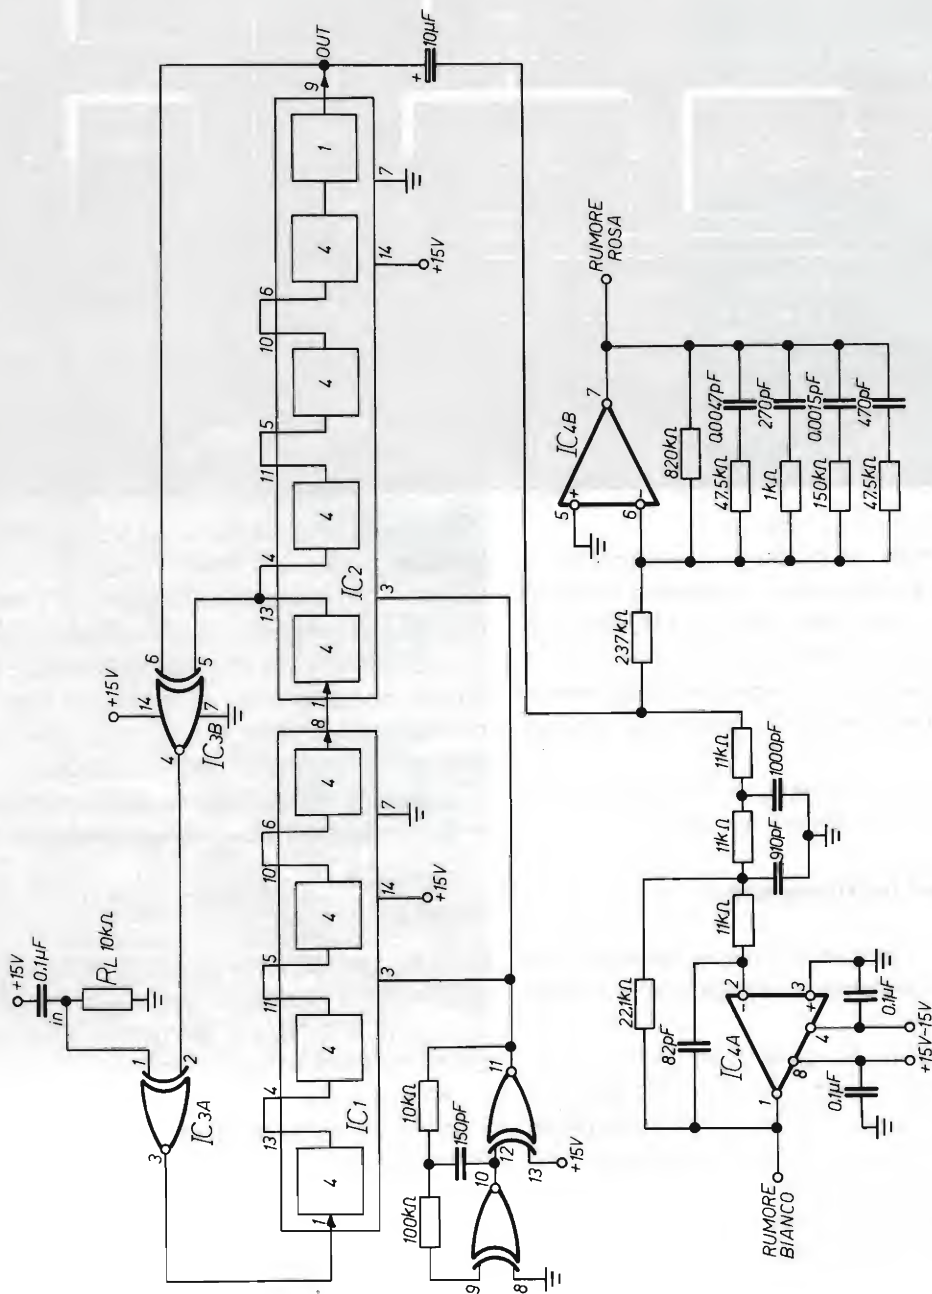 +15V
0.1µF
in
RL 10kΩ
1
2
3
IC3A
+15V
14
6
5
7
4
IC3B
OUT
9
+
10µF
1
4
4
4
4
6
10
5
11
4
13
1
IC2
3
7
14
+15V
8
4
4
4
4
6
10
5
11
4
13
1
IC1
3
7
14
+15V
10kΩ
100kΩ
150pF
11
12
13
+15V
10
9
8
RUMORE
ROSA
7
IC4B
5
+
6
-
820kΩ
0.0047pF
47.5kΩ
270pF
1kΩ
0.0015pF
150kΩ
470pF
47.5kΩ
237kΩ
11kΩ
1000pF
11kΩ
910pF
11kΩ
22.1kΩ
82pF
2
-
3
+
IC4A
1
8
4
0.1µF
0.1µF
+15V
-15V
RUMORE
BIANCO